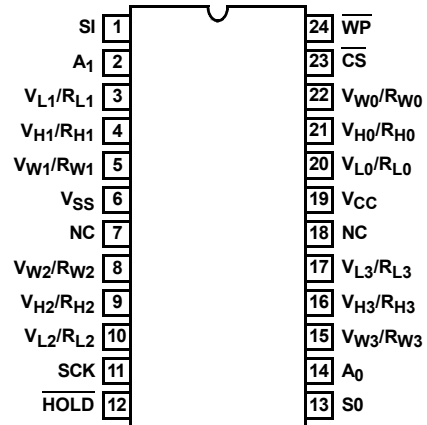 SI 1 24 W̅P̅
A1 2 23 C̅S̅
VL1/RL1 3 22 VW0/RW0
VH1/RH1 4 21 VH0/RH0
VW1/RW1 5 20 VL0/RL0
VSS 6 19 VCC
NC 7 18 NC
VW2/RW2 8 17 VL3/RL3
VH2/RH2 9 16 VH3/RH3
VL2/RL2 10 15 VW3/RW3
SCK 11 14 A0
H̅O̅L̅D̅ 12 13 S0